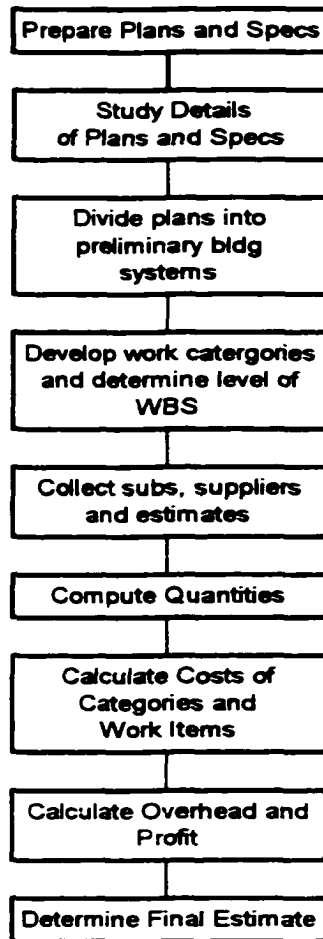 Prepare Plans and Specs
Study Details
of Plans and Specs
Divide plans into
preliminary bldg
systems
Develop work catergories
and determine level of
WBS
Collect subs, suppliers
and estimates
Compute Quantities
Calculate Costs of
Categories and
Work Items
Calculate Overhead and
Profit
Determine Final Estimate